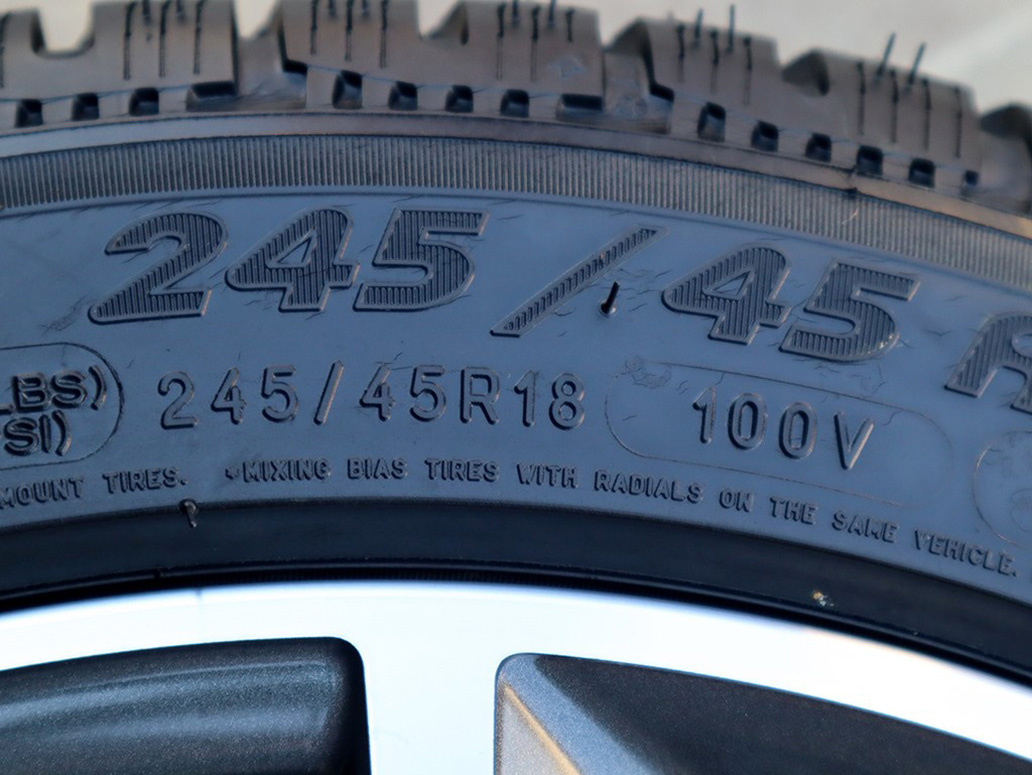 245/45 R
LBS)
SI)
245/45R18
100V
MOUNT TIRES. •MIXING BIAS TIRES WITH RADIALS ON THE SAME VEHICLE.